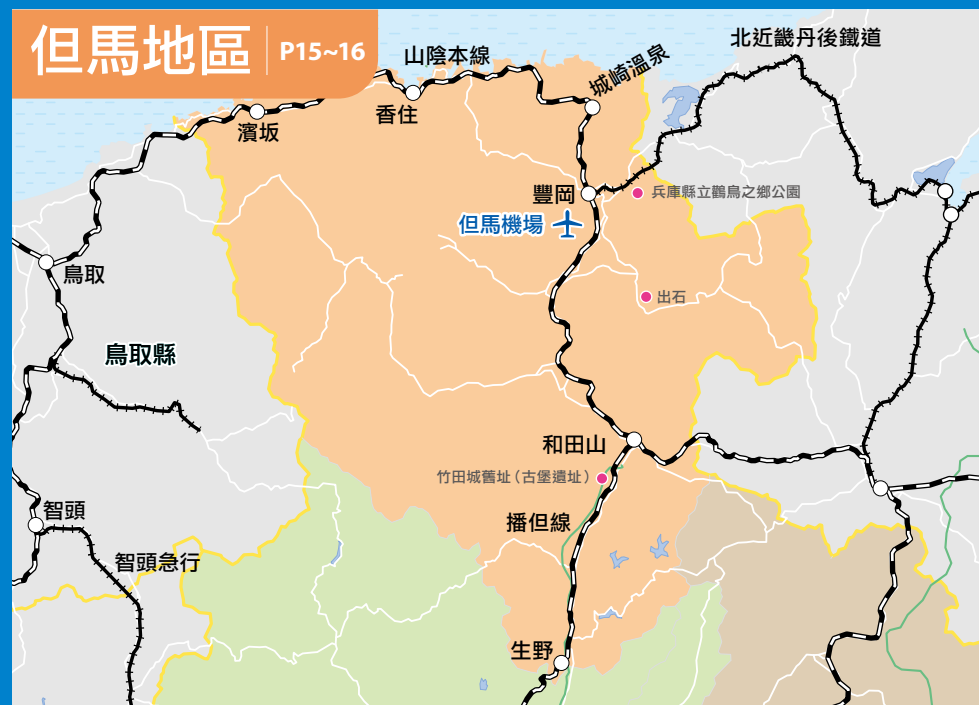 但馬地區 P15~16
山陰本線
城崎溫泉
北近畿丹後鐵道
香住
濱坂
豐岡
兵庫縣立鸛鳥之鄉公園
但馬機場
鳥取
出石
鳥取縣
和田山
竹田城舊址（古堡遺址）
智頭
播但線
智頭急行
生野